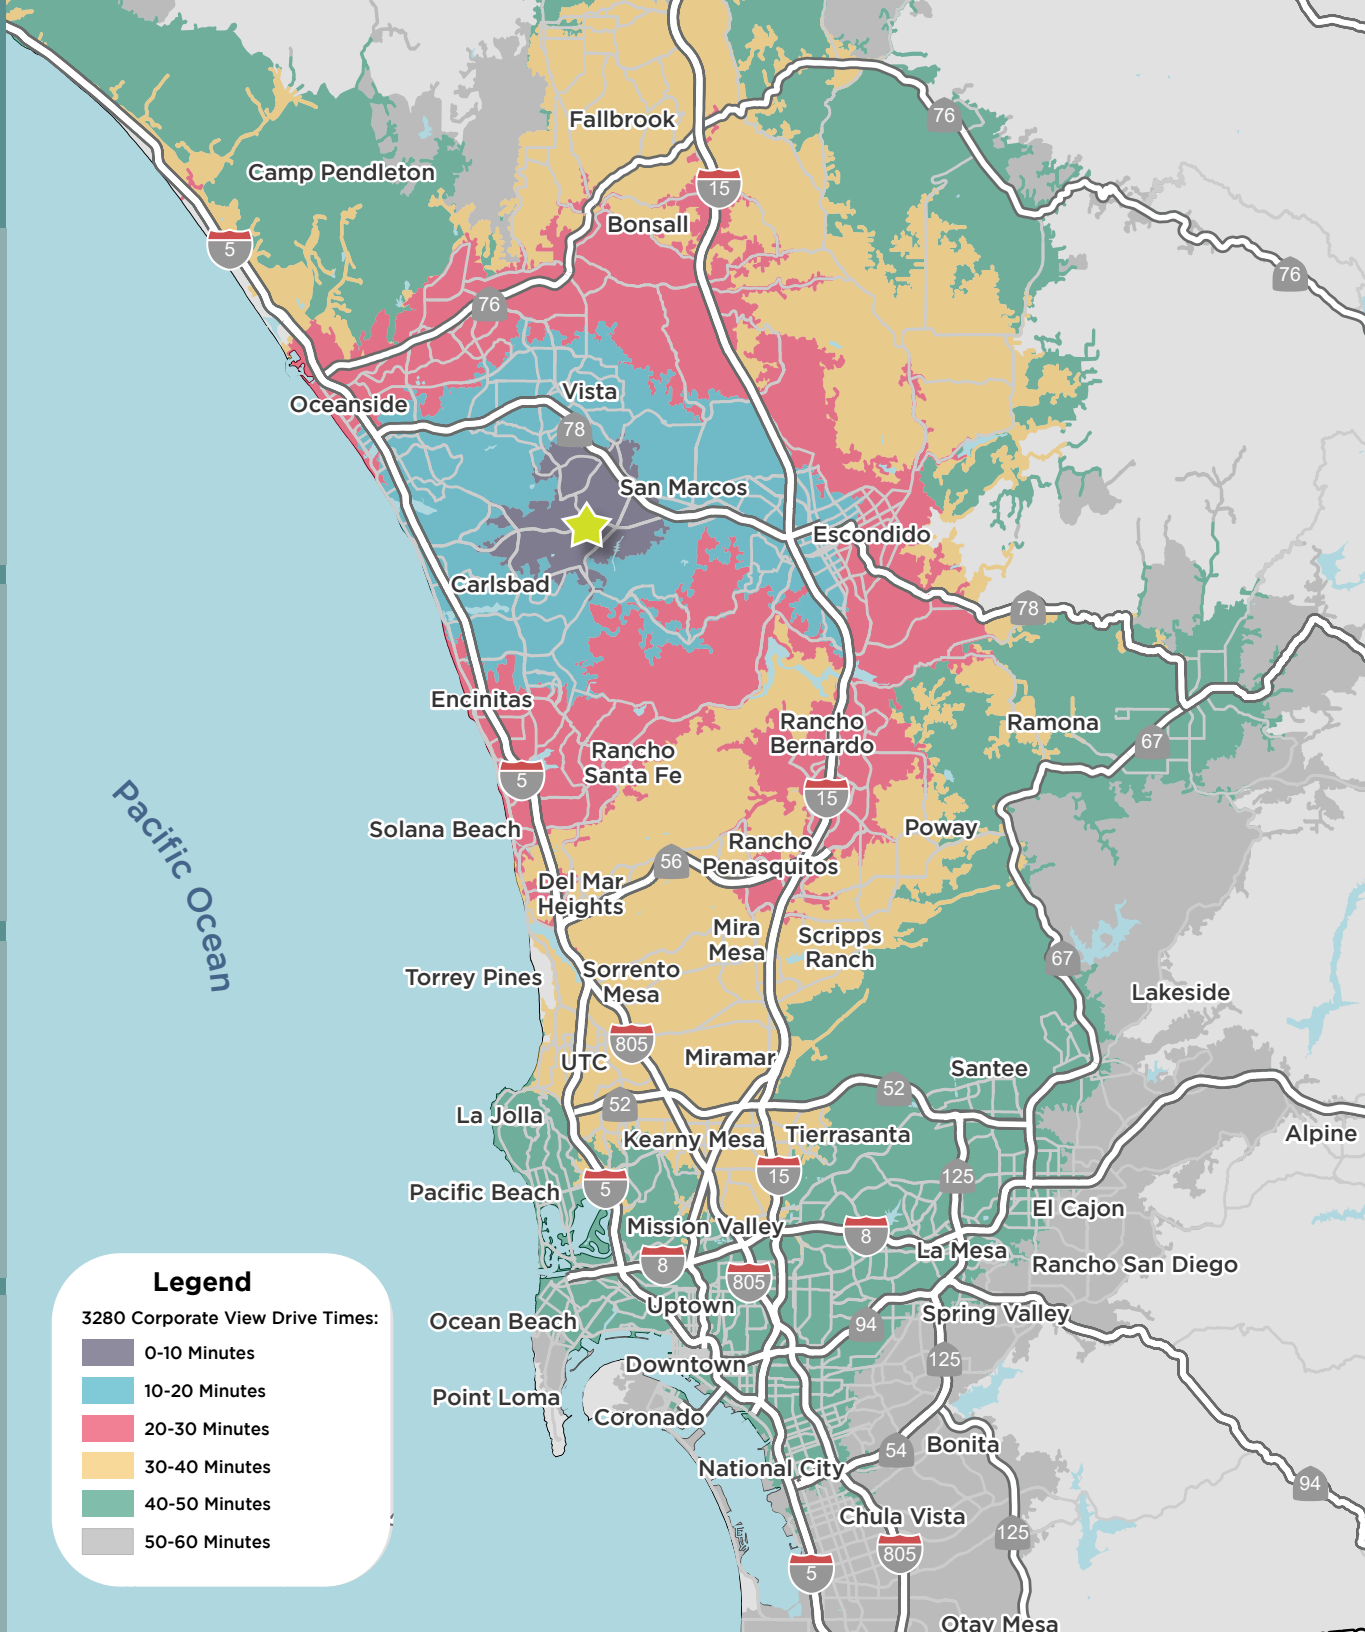 76
Fallbrook
Camp Pendleton
15
Bonsall
5
76
76
Vista
Oceanside
78
San Marcos
Escondido
Carlsbad
78
Encinitas
Rancho
Bernardo
Ramona
67
Rancho
Santa Fe
5
15
Pacific Ocean
Solana Beach
Poway
Rancho
Penasquitos
56
Del Mar
Heights
Mira
Mesa
Scripps
Ranch
67
Torrey Pines
Sorrento
Mesa
Lakeside
805
UTC
Miramar
Santee
52
52
La Jolla
Kearny Mesa
Tierrasanta
Alpine
15
125
5
Pacific Beach
El Cajon
Mission Valley
8
La Mesa
8
Rancho San Diego
805
Uptown
Spring Valley
Ocean Beach
94
Downtown
125
Point Loma
Coronado
54
Bonita
National City
94
Chula Vista
125
805
5
Otay Mesa
Legend
3280 Corporate View Drive Times:
0-10 Minutes
10-20 Minutes
20-30 Minutes
30-40 Minutes
40-50 Minutes
50-60 Minutes